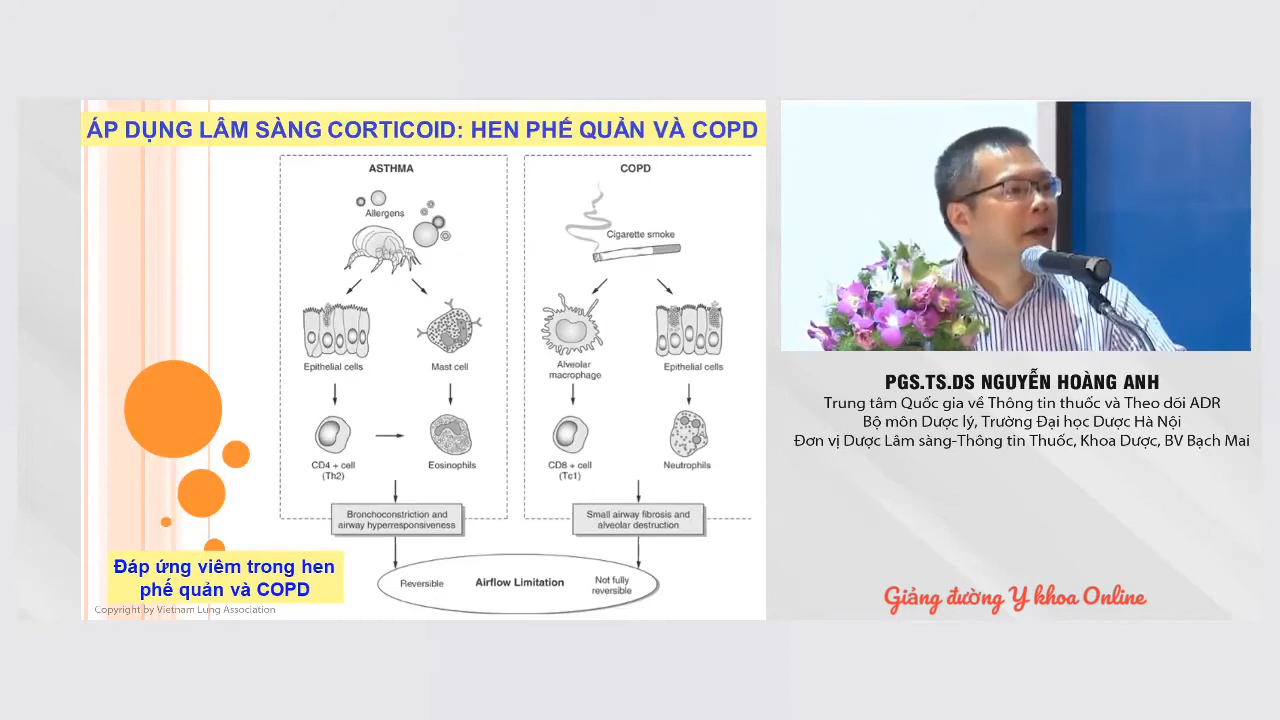 ÁP DỤNG LÂM SÀNG CORTICOID: HEN PHẾ QUẢN VÀ COPD
ASTHMA
Allergens
Epithelial cells
Mast cell
CD4 + cell
(Th2)
Eosinophils
Bronchoconstriction and
airway hyperresponsiveness
COPD
Cigarette smoke
Alveolar
macrophage
Epithelial cells
CD8 + cell
(Tc1)
Neutrophils
Small airway fibrosis and
alveolar destruction
Reversible
Airflow Limitation
Not fully
reversible
Đáp ứng viêm trong hen
phế quản và COPD
Copyright by Vietnam Lung Association
PGS.TS.DS NGUYỄN HOÀNG ANH
Trung tâm Quốc gia về Thông tin thuốc và Theo dõi ADR
Bộ môn Dược lý, Trường Đại học Dược Hà Nội
Đơn vị Dược Lâm sàng-Thông tin Thuốc, Khoa Dược, BV Bạch Mai
Giảng đường Y khoa Online